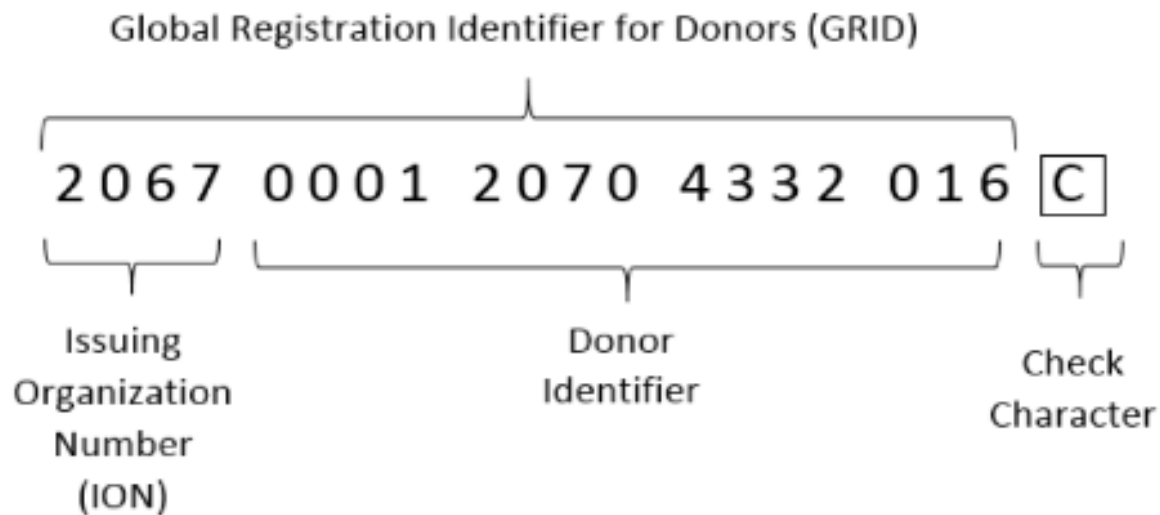 Global Registration Identifier for Donors (GRID)
2067 0001 2070 4332 016 C
Issuing
Organization
Number
(ION)
Donor
Identifier
Check
Character